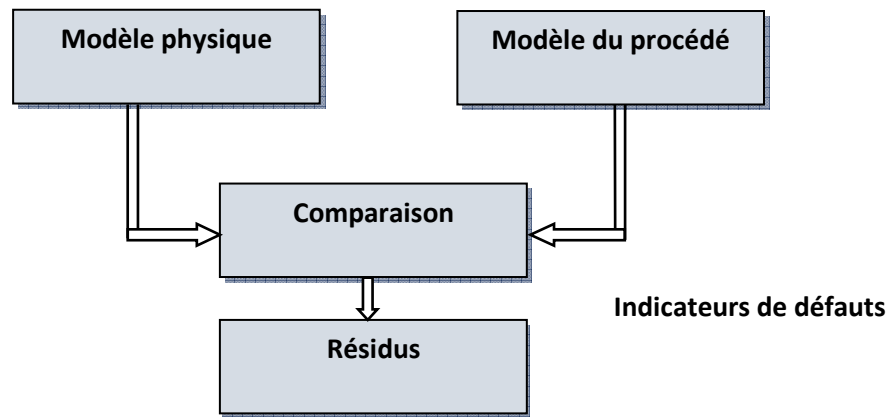 Modèle physique
Modèle du procédé
Comparaison
Indicateurs de défauts
Résidus